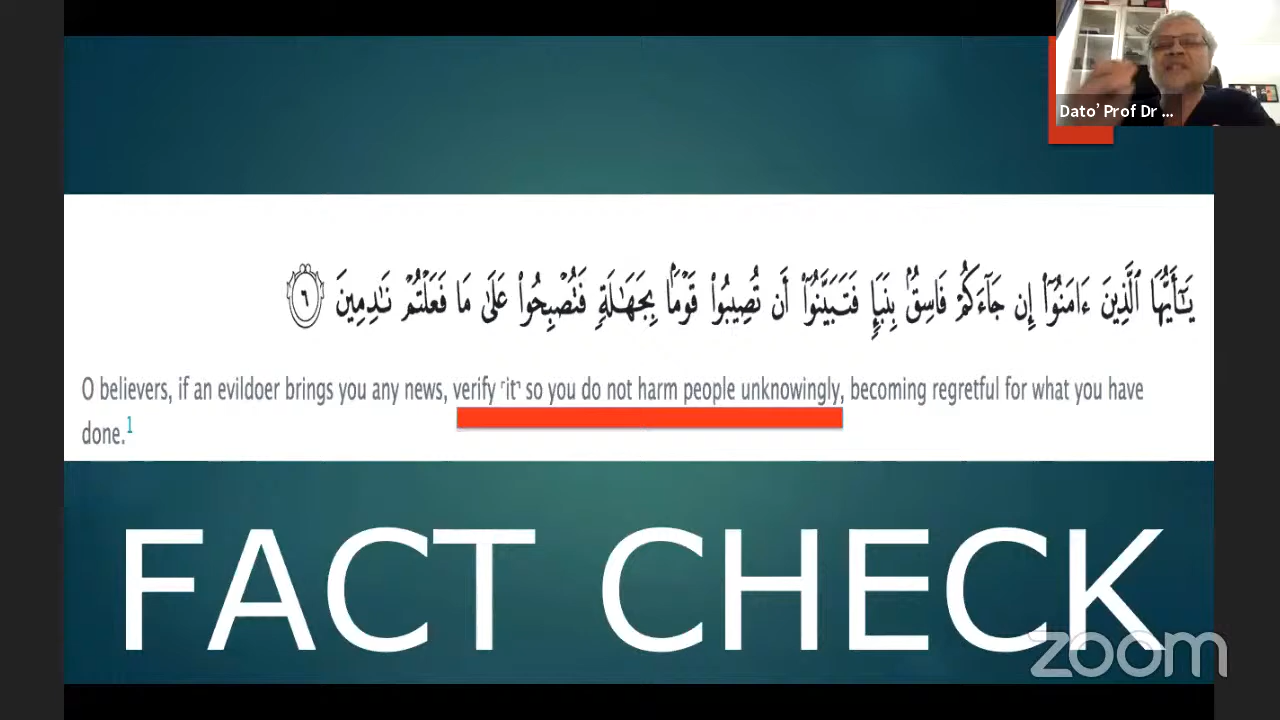 Dato’ Prof Dr ...
يَـٰٓأَيُّهَا ٱلَّذِينَ ءَامَنُوٓا۟ إِن جَآءَكُمْ فَاسِقٌۢ بِنَبَإٍۢ فَتَبَيَّنُوٓا۟ أَن تُصِيبُوا۟ قَوْمًۢا بِجَهَـٰلَةٍۢ فَتُصْبِحُوا۟ عَلَىٰ مَا فَعَلْتُمْ نَـٰدِمِينَ ٦
O believers, if an evildoer brings you any news, verify ˹it˺ so you do not harm people unknowingly, becoming regretful for what you have
done.1
FACT CHECK
zoom